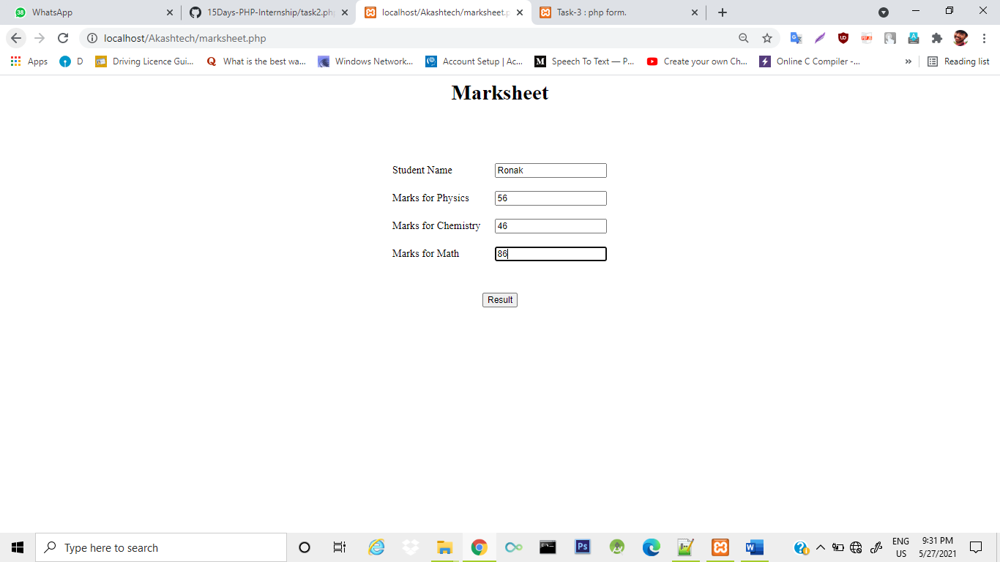 38 WhatsApp
15Days-PHP-Internship/task2.php
localhost/Akashtech/marksheet.p
Task-3 : php form.
localhost/Akashtech/marksheet.php
Apps
D
Driving Licence Gui...
What is the best wa...
Windows Network...
Account Setup | Ac...
Speech To Text — P...
Create your own Ch...
Online C Compiler -...
»
Reading list
Marksheet
Student Name Ronak
Marks for Physics 56
Marks for Chemistry 46
Marks for Math 86
Result
Type here to search
Ps
ENG
US
9:31 PM
5/27/2021